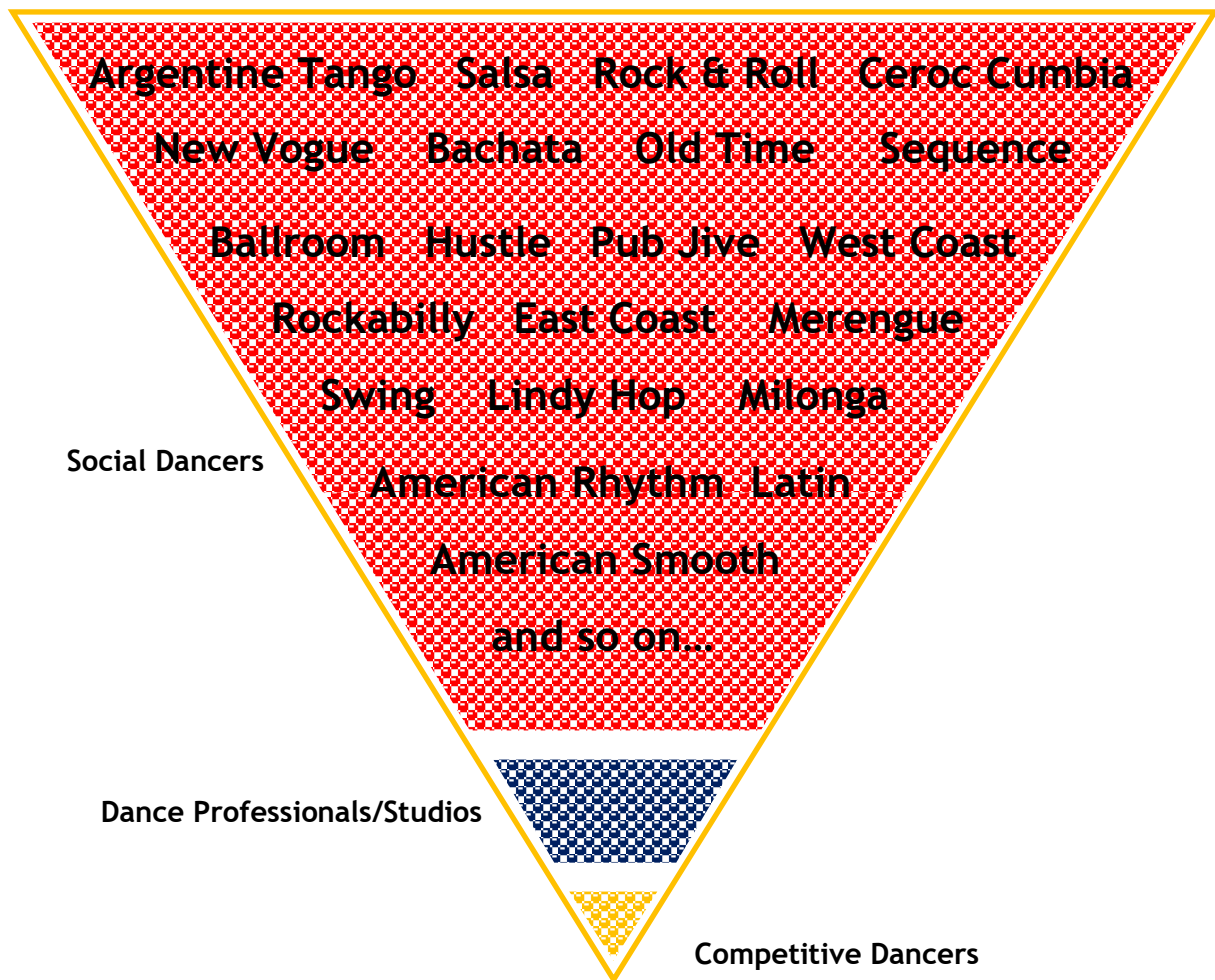 Argentine Tango Salsa Rock & Roll Ceroc Cumbia
New Vogue Bachata Old Time Sequence
Ballroom Hustle Pub Jive West Coast
Rockabilly East Coast Merengue
Swing Lindy Hop Milonga
Social Dancers
American Rhythm Latin
American Smooth
and so on...
Dance Professionals/Studios
Competitive Dancers